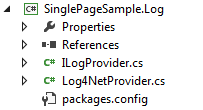 SinglePageSample.Log
Properties
References
ILogProvider.cs
Log4NetProvider.cs
packages.config